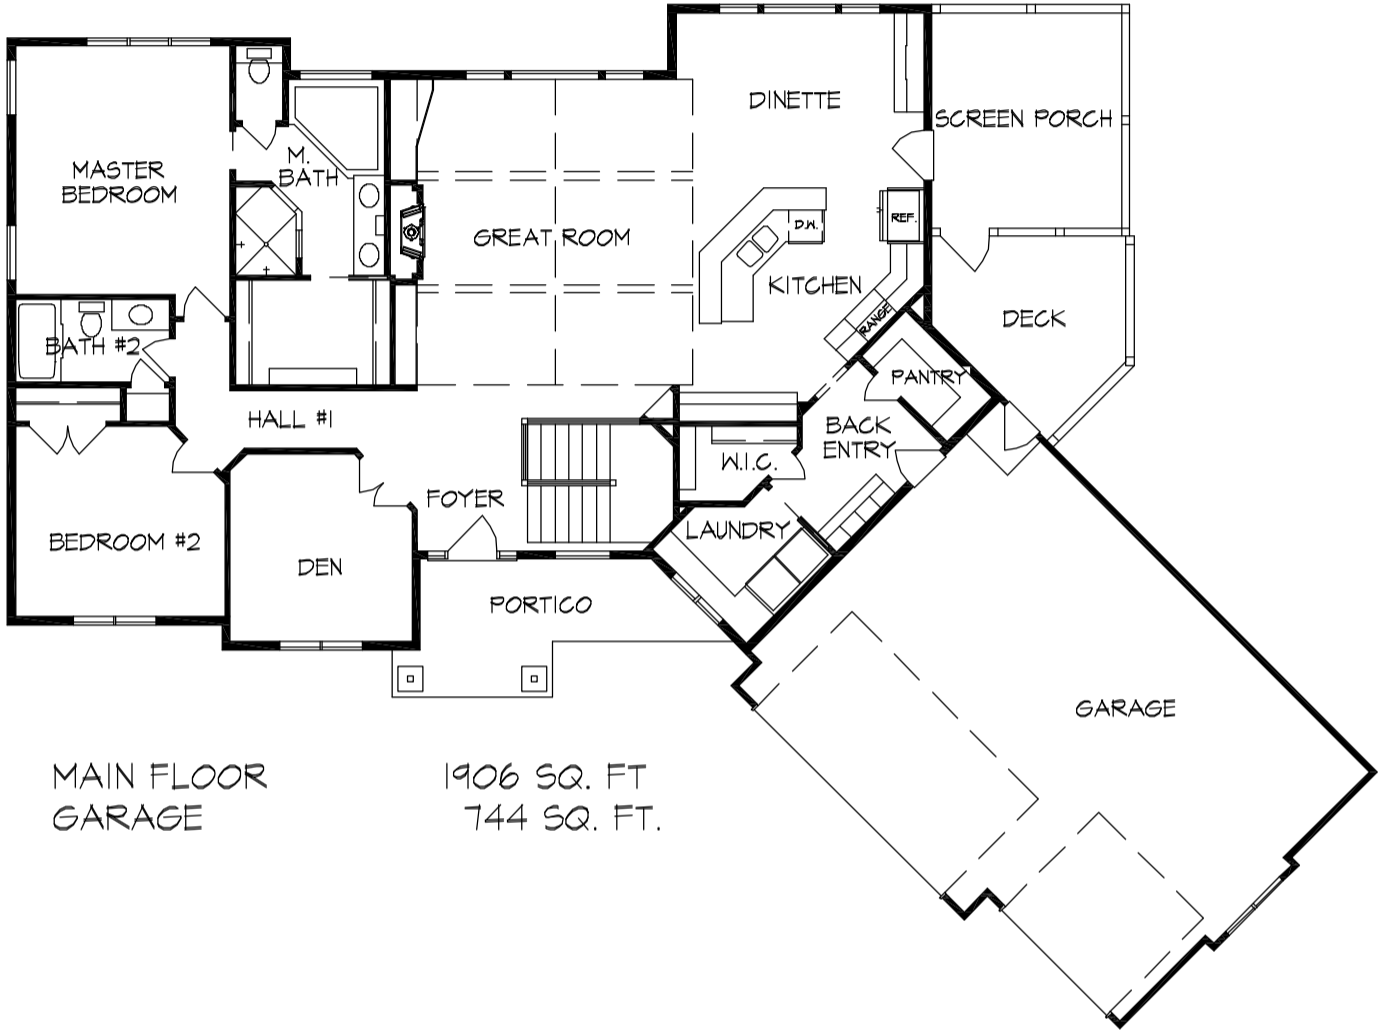 DINETTE
SCREEN PORCH
MASTER
BEDROOM
M.
BATH
GREAT ROOM
D.W.
REF.
KITCHEN
RANGE
DECK
BATH #2
PANTRY
HALL #1
BACK
ENTRY
W.I.C.
FOYER
LAUNDRY
BEDROOM #2
DEN
PORTICO
GARAGE
MAIN FLOOR 1906 SQ. FT
GARAGE 744 SQ. FT.